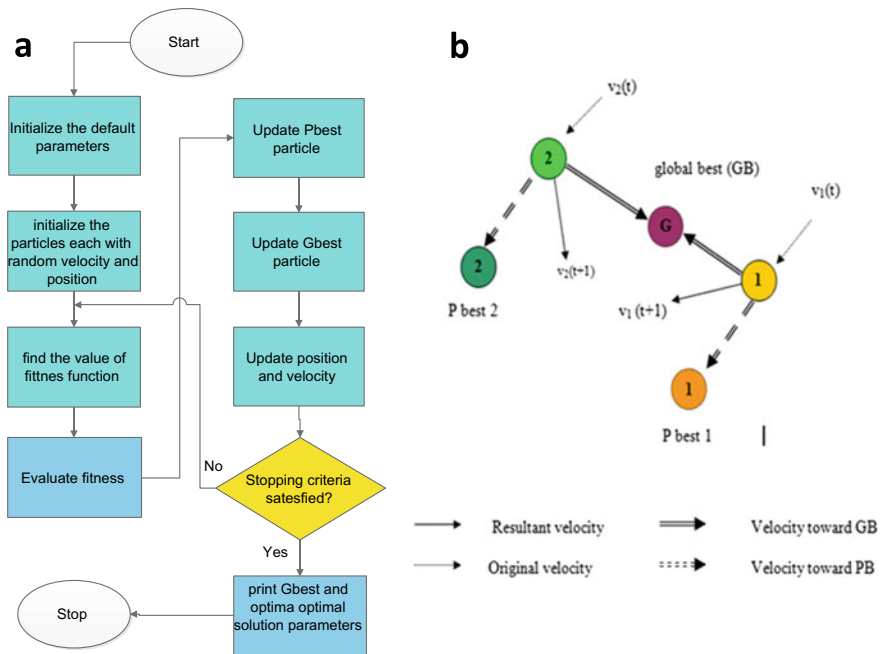 a
Start
Initialize the default
parameters
initialize the
particles each with
random velocity and
position
find the value of
fittnes function
Evaluate fitness
Update Pbest
particle
Update Gbest
particle
Update position
and velocity
No
Stopping criteria
satesfied?
Yes
print Gbest and
optima optimal
solution parameters
Stop
b
v₂(t)
2
global best (GB)
v₁(t)
G
2
v₂(t+1)
1
P best 2
v₁ (t+1)
1
P best 1
Resultant velocity
Velocity toward GB
Original velocity
Velocity toward PB